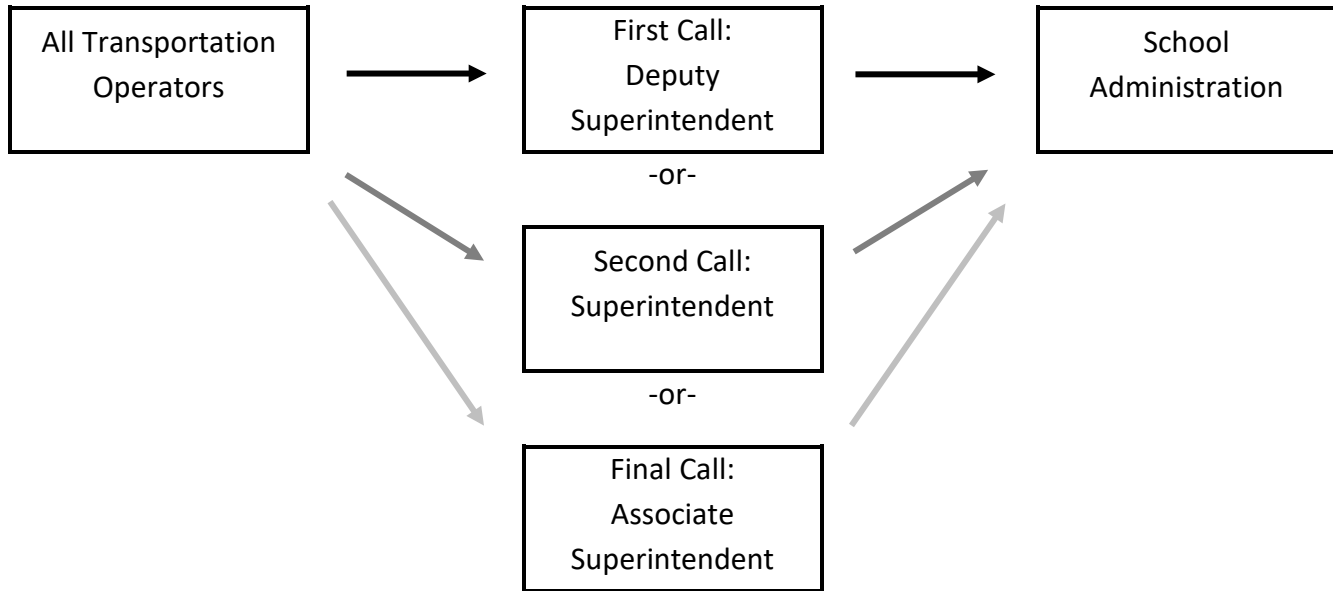 All Transportation
Operators
First Call:
Deputy
Superintendent
-or-
Second Call:
Superintendent
-or-
Final Call:
Associate
Superintendent
School
Administration